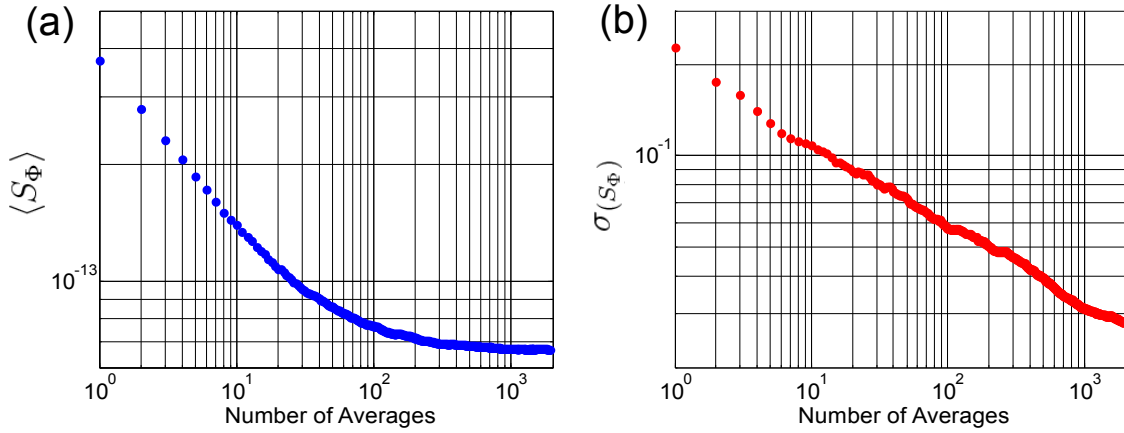 (a)
⟨S_Φ⟩
10^-13
10^0 10^1 10^2 10^3
Number of Averages
(b)
σ_(S_Φ)
10^-1
10^0 10^1 10^2 10^3
Number of Averages